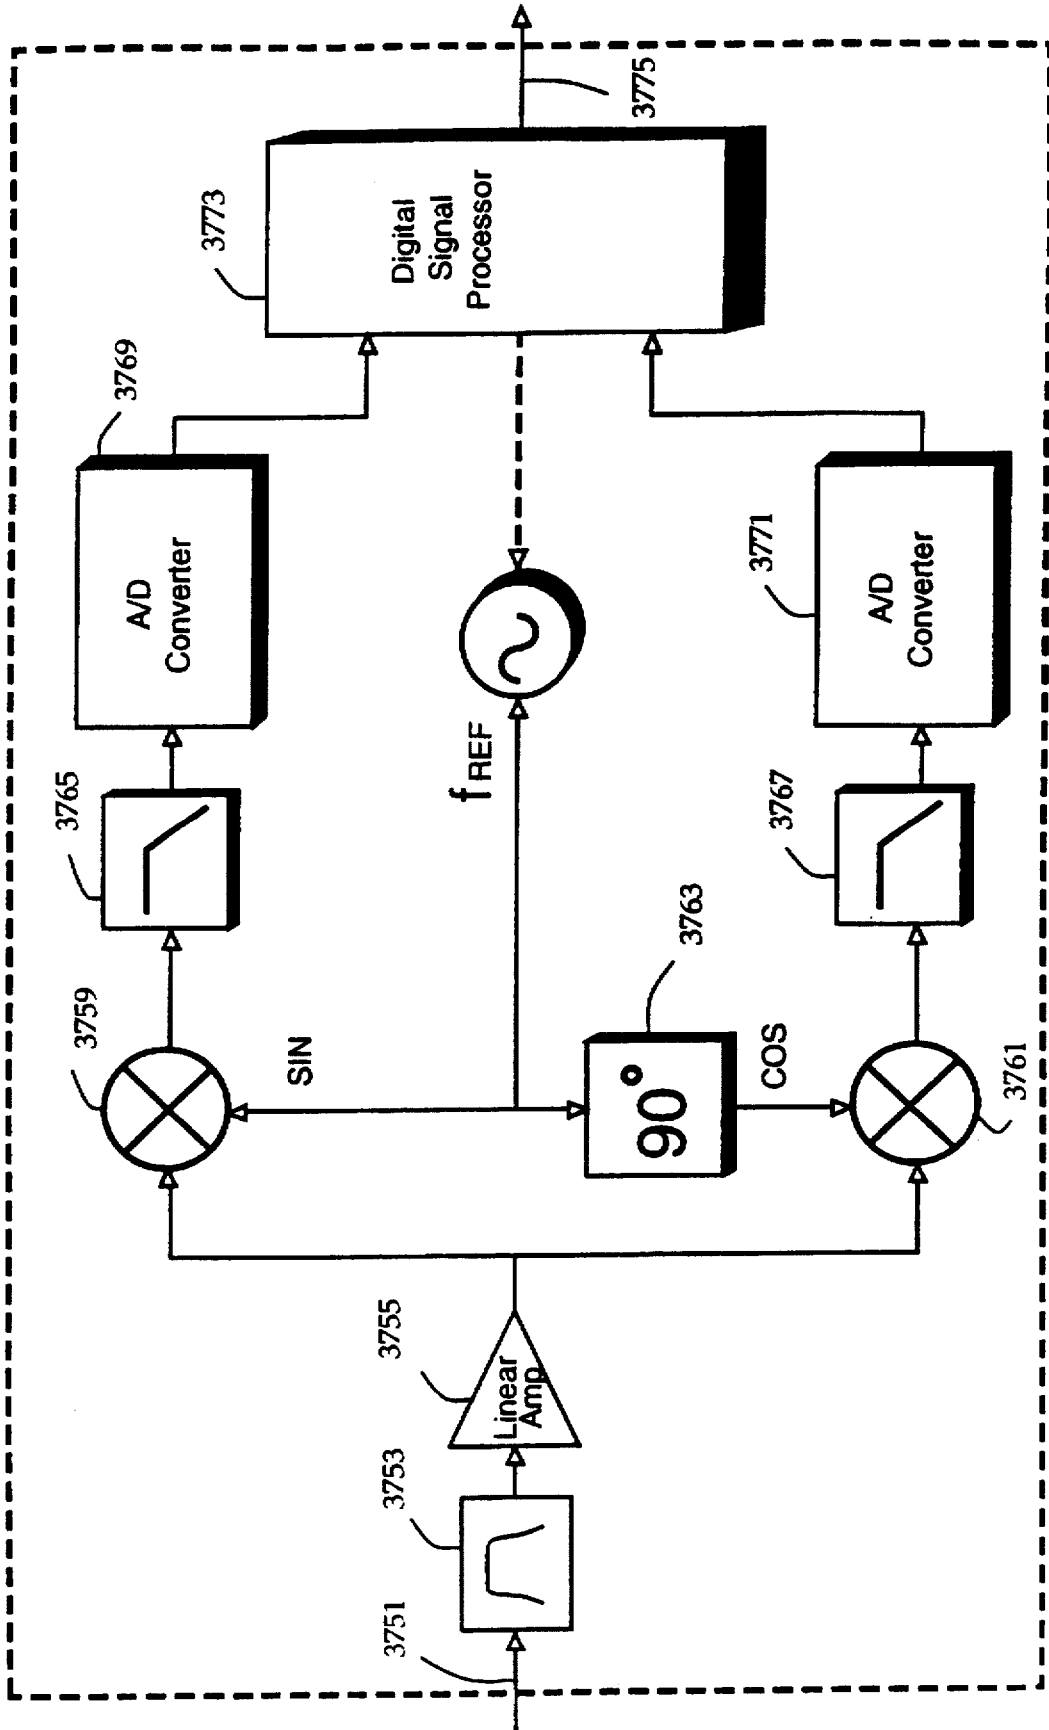 3751
3753
3755
Linear
Amp
3759
SIN
3763
90°
COS
3761
3765
f REF
3767
3769
A/D
Converter
3771
A/D
Converter
3773
Digital
Signal
Processor
3775